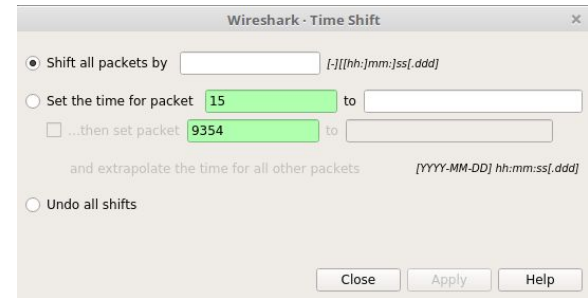 Wireshark · Time Shift ×
Shift all packets by [-][[hh:]mm:]ss[.ddd]
Set the time for packet 15 to
...then set packet 9354 to
and extrapolate the time for all other packets [YYYY-MM-DD] hh:mm:ss[.ddd]
Undo all shifts
Close Apply Help